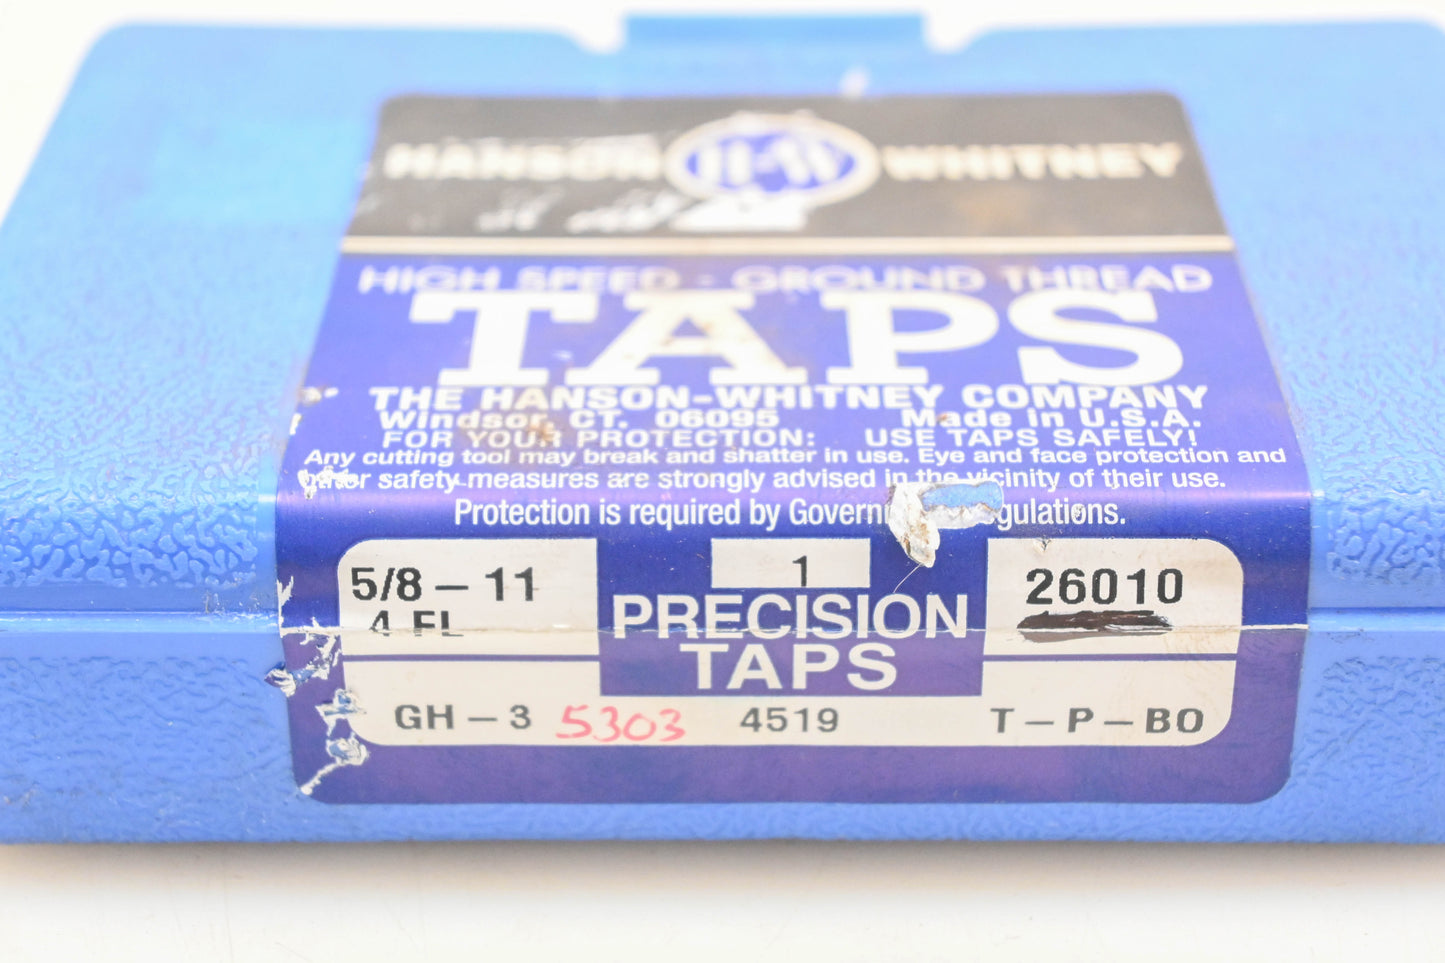 HANSON H-W WHITNEY
HIGH SPEED - GROUND THREAD
TAPS
THE HANSON-WHITNEY COMPANY
Windsor, CT. 06095 Made in U.S.A.
FOR YOUR PROTECTION: USE TAPS SAFELY!
Any cutting tool may break and shatter in use. Eye and face protection and
other safety measures are strongly advised in the vicinity of their use.
Protection is required by Govern gulations.
5/8 – 11 1 26010
4 FL PRECISION
TAPS
GH – 3 5303 4519 T – P – BO